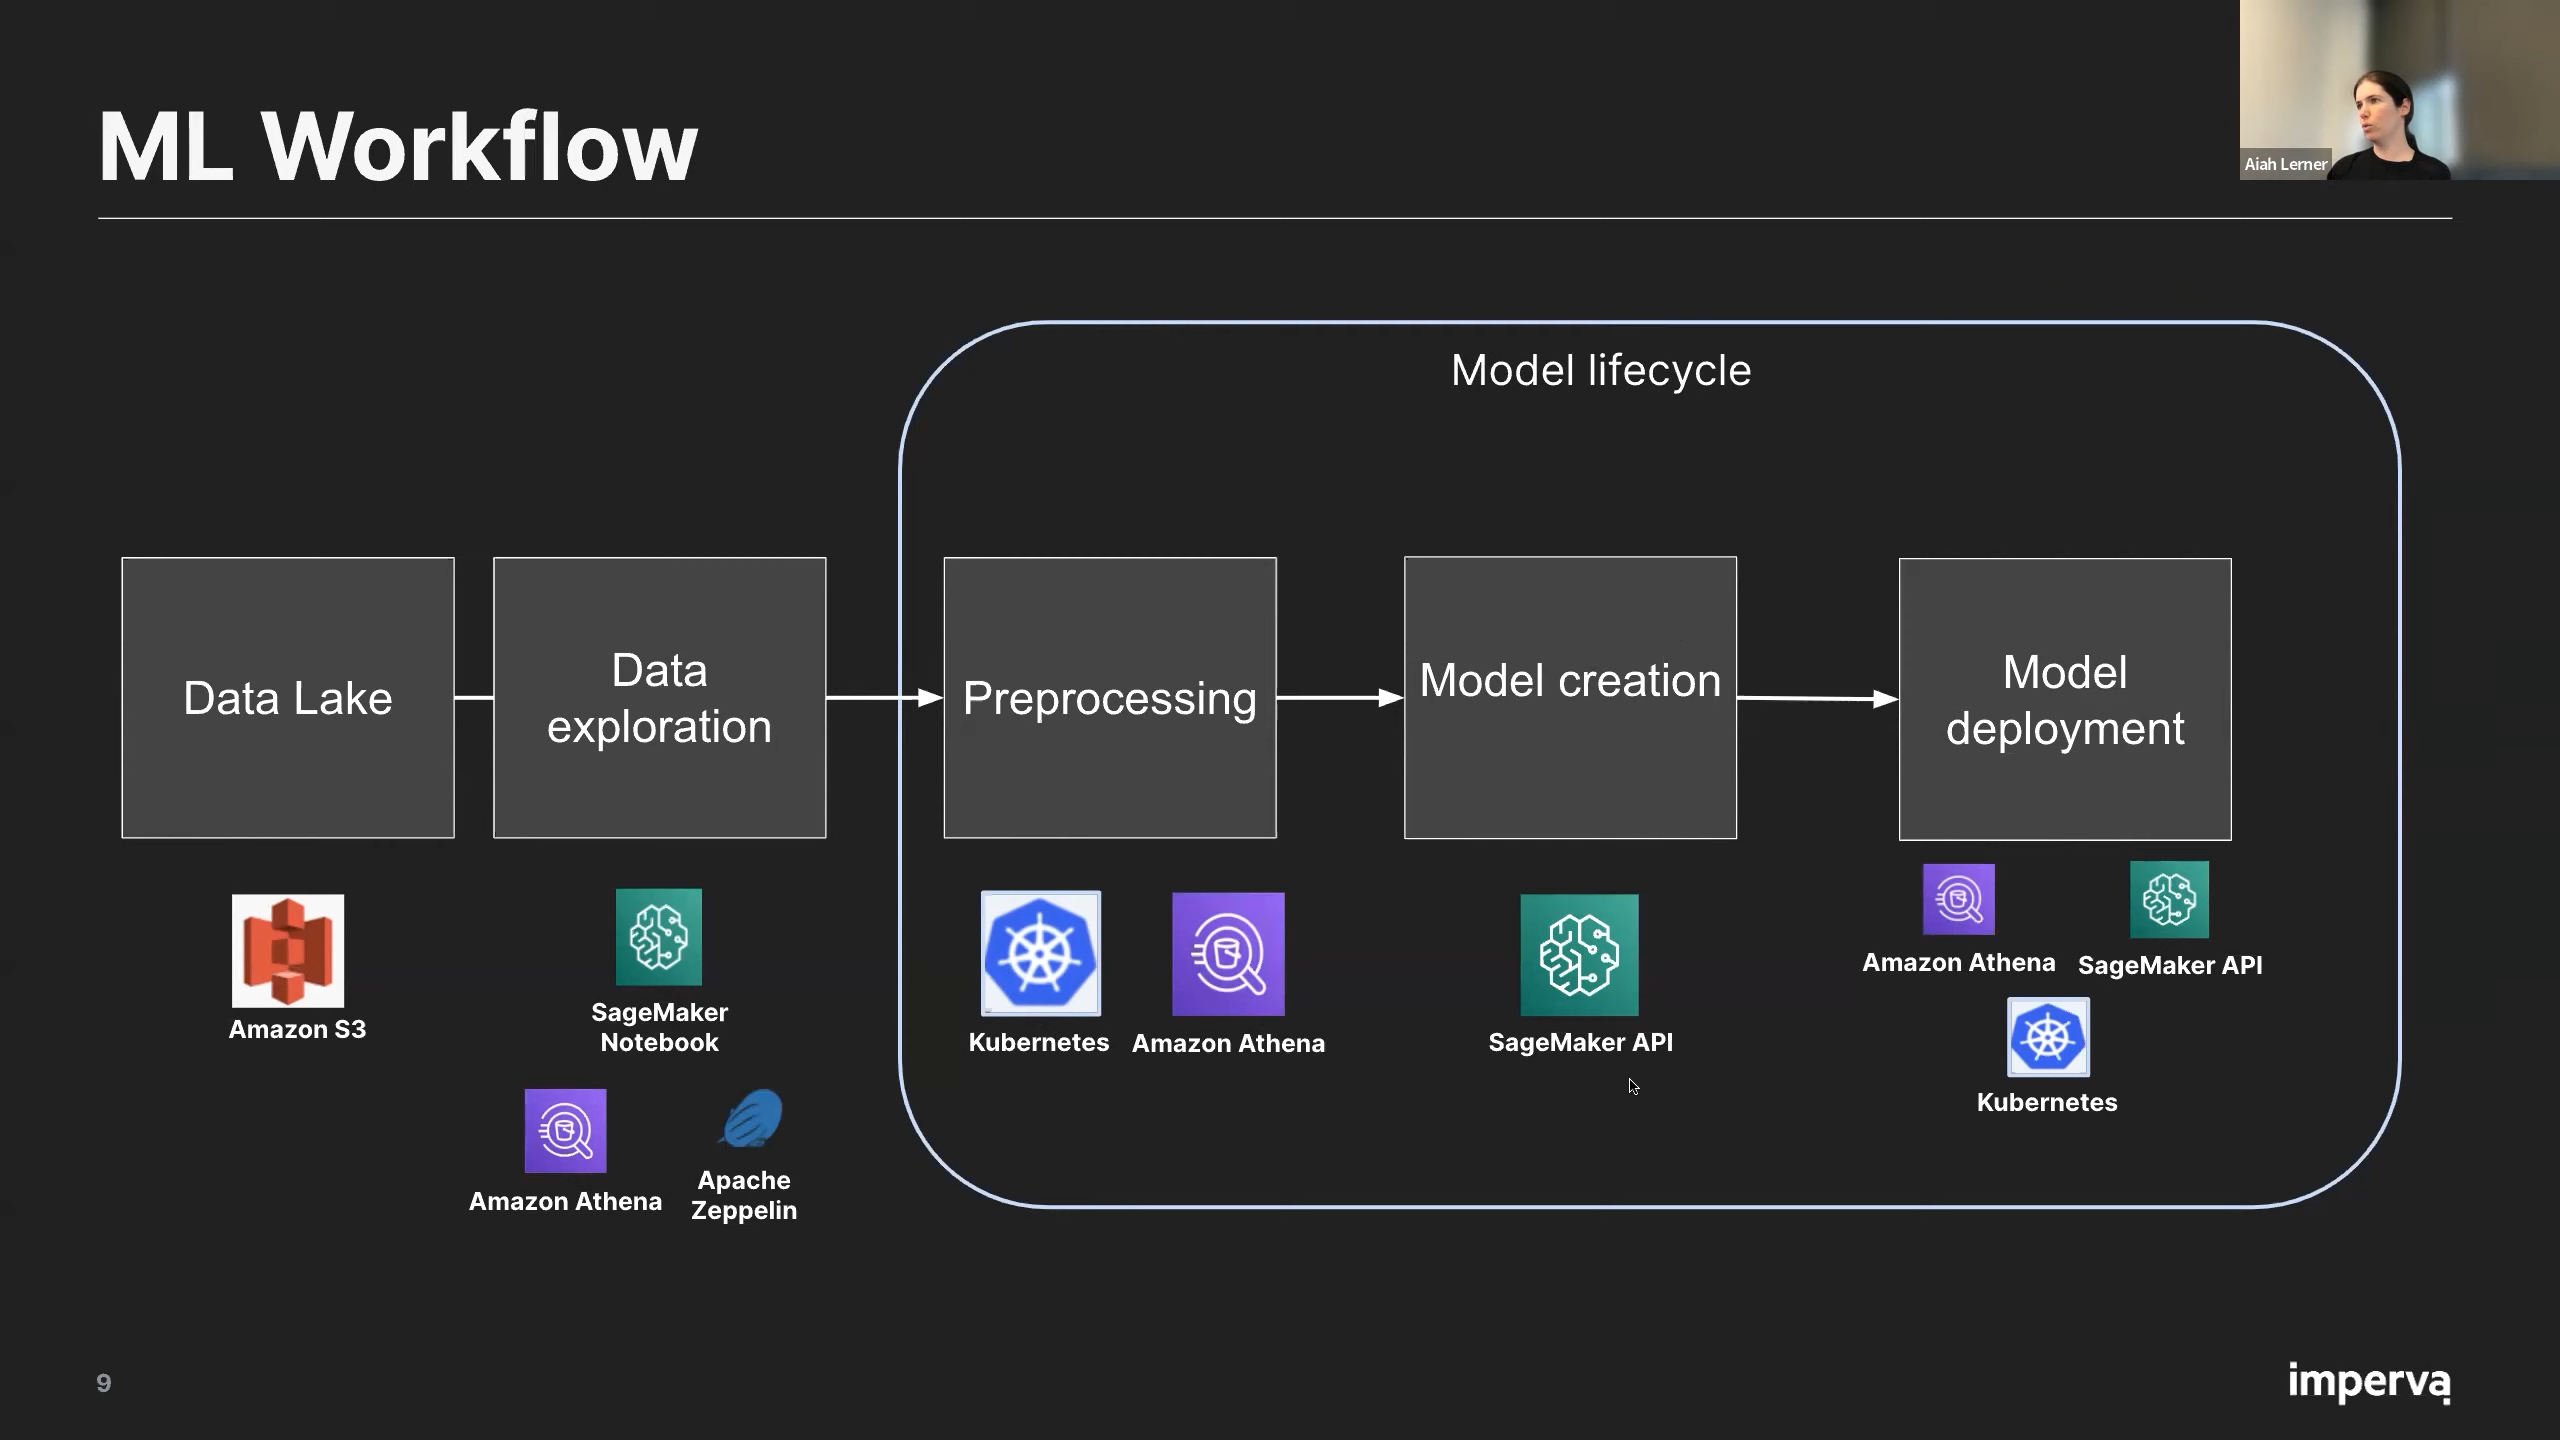 ML Workflow
Aiah Lerner
Model lifecycle
Data Lake
Data
exploration
Preprocessing
Model creation
Model
deployment
Amazon S3
SageMaker
Notebook
Amazon Athena
Apache
Zeppelin
Kubernetes
Amazon Athena
SageMaker API
Amazon Athena
SageMaker API
Kubernetes
9
imperva